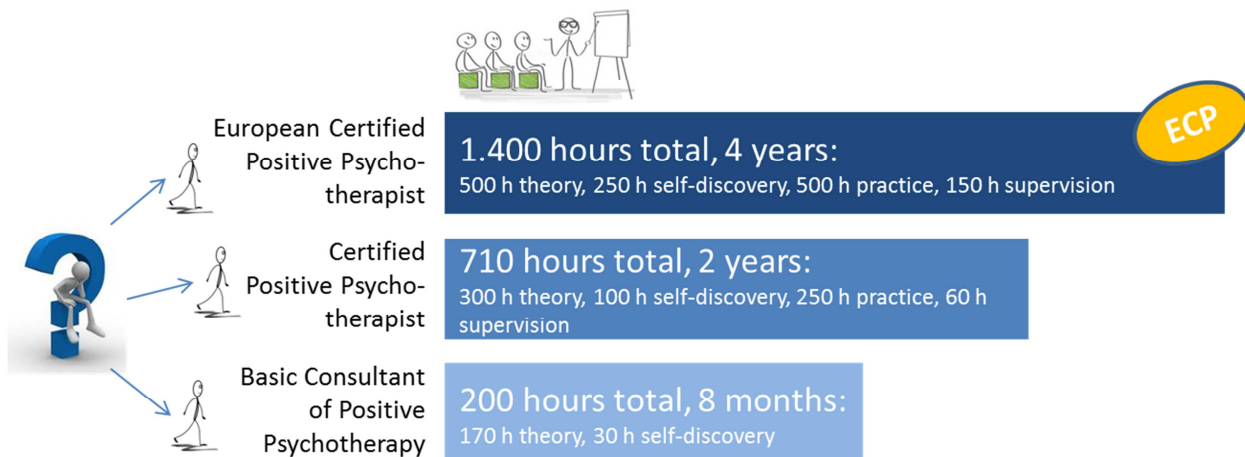 ECP
European Certified
Positive Psycho-
therapist
1.400 hours total, 4 years:
500 h theory, 250 h self-discovery, 500 h practice, 150 h supervision
Certified
Positive Psycho-
therapist
710 hours total, 2 years:
300 h theory, 100 h self-discovery, 250 h practice, 60 h
supervision
Basic Consultant
of Positive
Psychotherapy
200 hours total, 8 months:
170 h theory, 30 h self-discovery